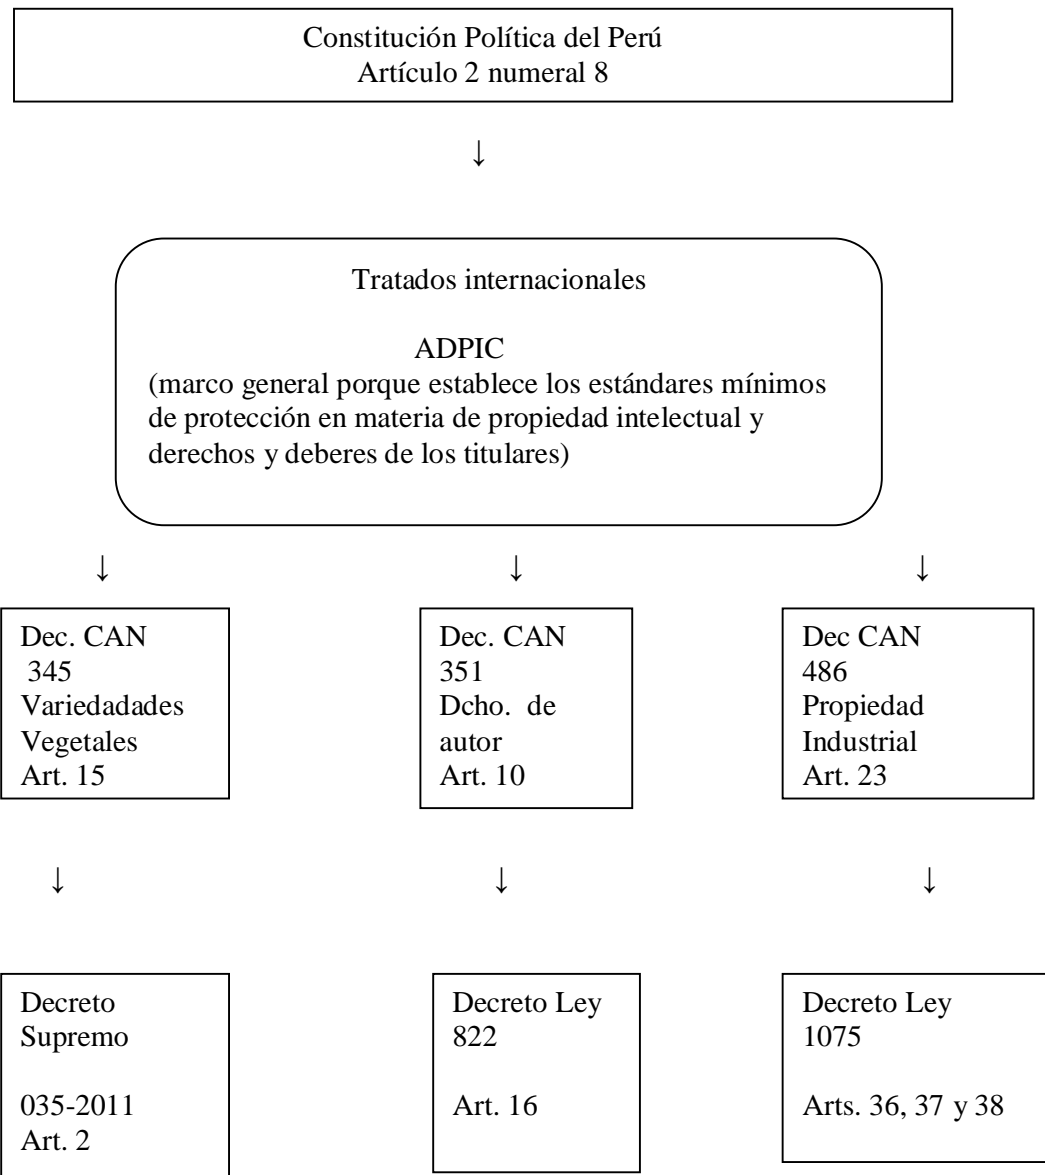 Constitución Política del Perú
Artículo 2 numeral 8
↓
Tratados internacionales
ADPIC
(marco general porque establece los estándares mínimos
de protección en materia de propiedad intelectual y
derechos y deberes de los titulares)
↓ ↓ ↓
Dec. CAN
345
Variedadades
Vegetales
Art. 15
Dec. CAN
351
Dcho. de
autor
Art. 10
Dec CAN
486
Propiedad
Industrial
Art. 23
↓ ↓ ↓
Decreto
Supremo
035-2011
Art. 2
Decreto Ley
822
Art. 16
Decreto Ley
1075
Arts. 36, 37 y 38